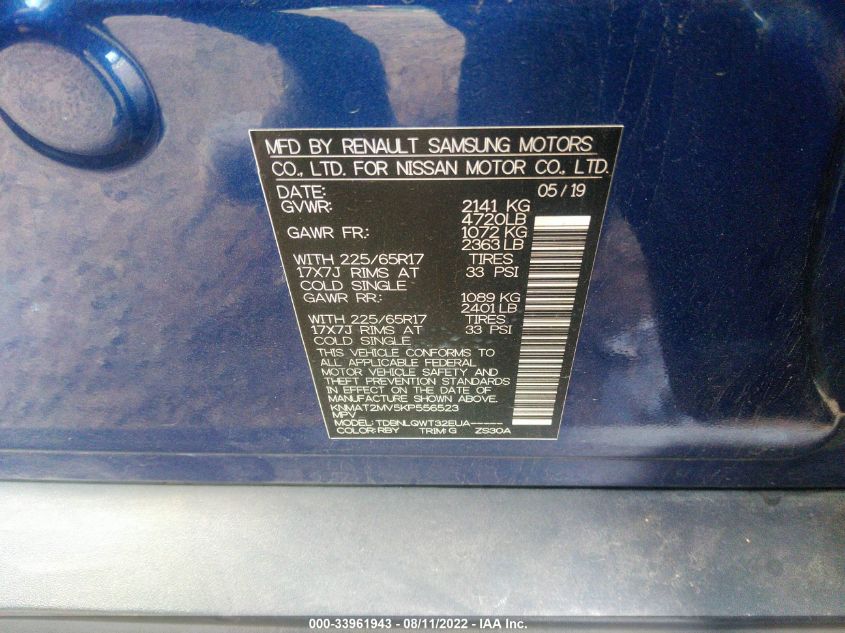 MFD BY RENAULT SAMSUNG MOTORS
CO., LTD. FOR NISSAN MOTOR CO., LTD.
DATE: 05/19
GVWR: 2141 KG
4720LB
GAWR FR: 1072 KG
2363 LB
WITH 225/65R17 TIRES
17X7J RIMS AT 33 PSI
COLD SINGLE
GAWR RR: 1089 KG
2401 LB
WITH 225/65R17 TIRES
17X7J RIMS AT 33 PSI
COLD SINGLE
THIS VEHICLE CONFORMS TO
ALL APPLICABLE FEDERAL
MOTOR VEHICLE SAFETY AND
THEFT PREVENTION STANDARDS
IN EFFECT ON THE DATE OF
MANUFACTURE SHOWN ABOVE.
KNMAT2MV5KP556523
MPV
MODEL: TDBNLQWT32EUA-----
COLOR: RBY TRIM: G ZS30A
000-33961943 - 08/11/2022 - IAA Inc.